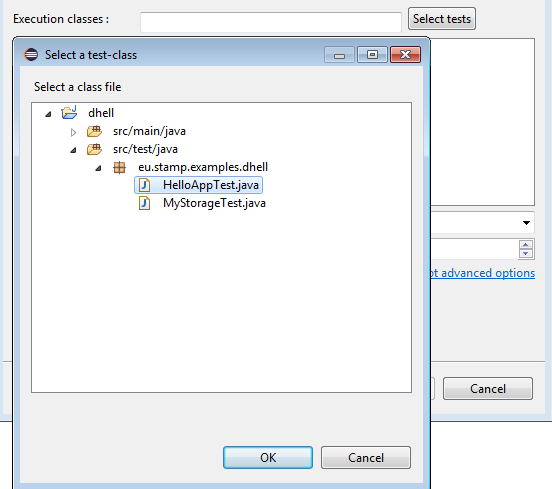 Execution classes :
Select tests
Select a test-class
Select a class file
dhell
src/main/java
src/test/java
eu.stamp.examples.dhell
HelloAppTest.java
MyStorageTest.java
advanced options
Cancel
OK
Cancel